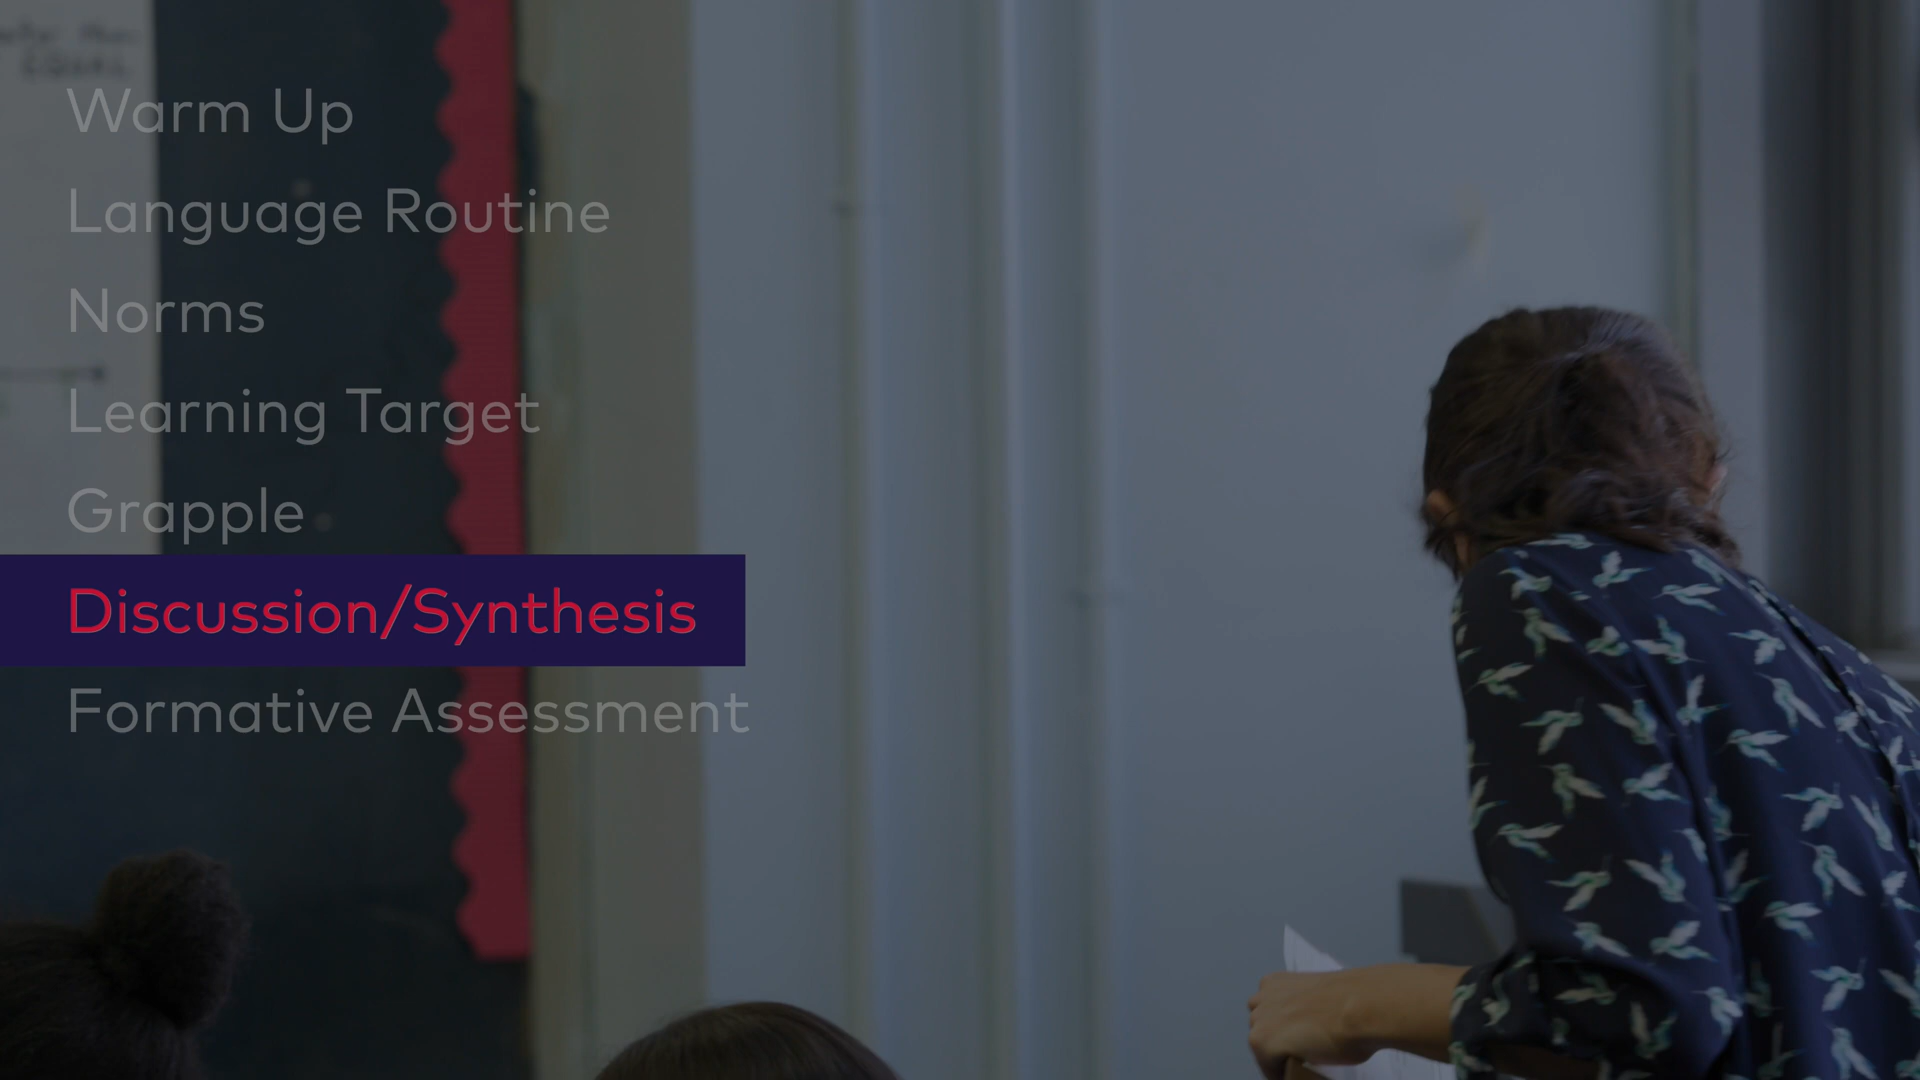 Warm Up
Language Routine
Norms
Learning Target
Grapple
Discussion/Synthesis
Formative Assessment